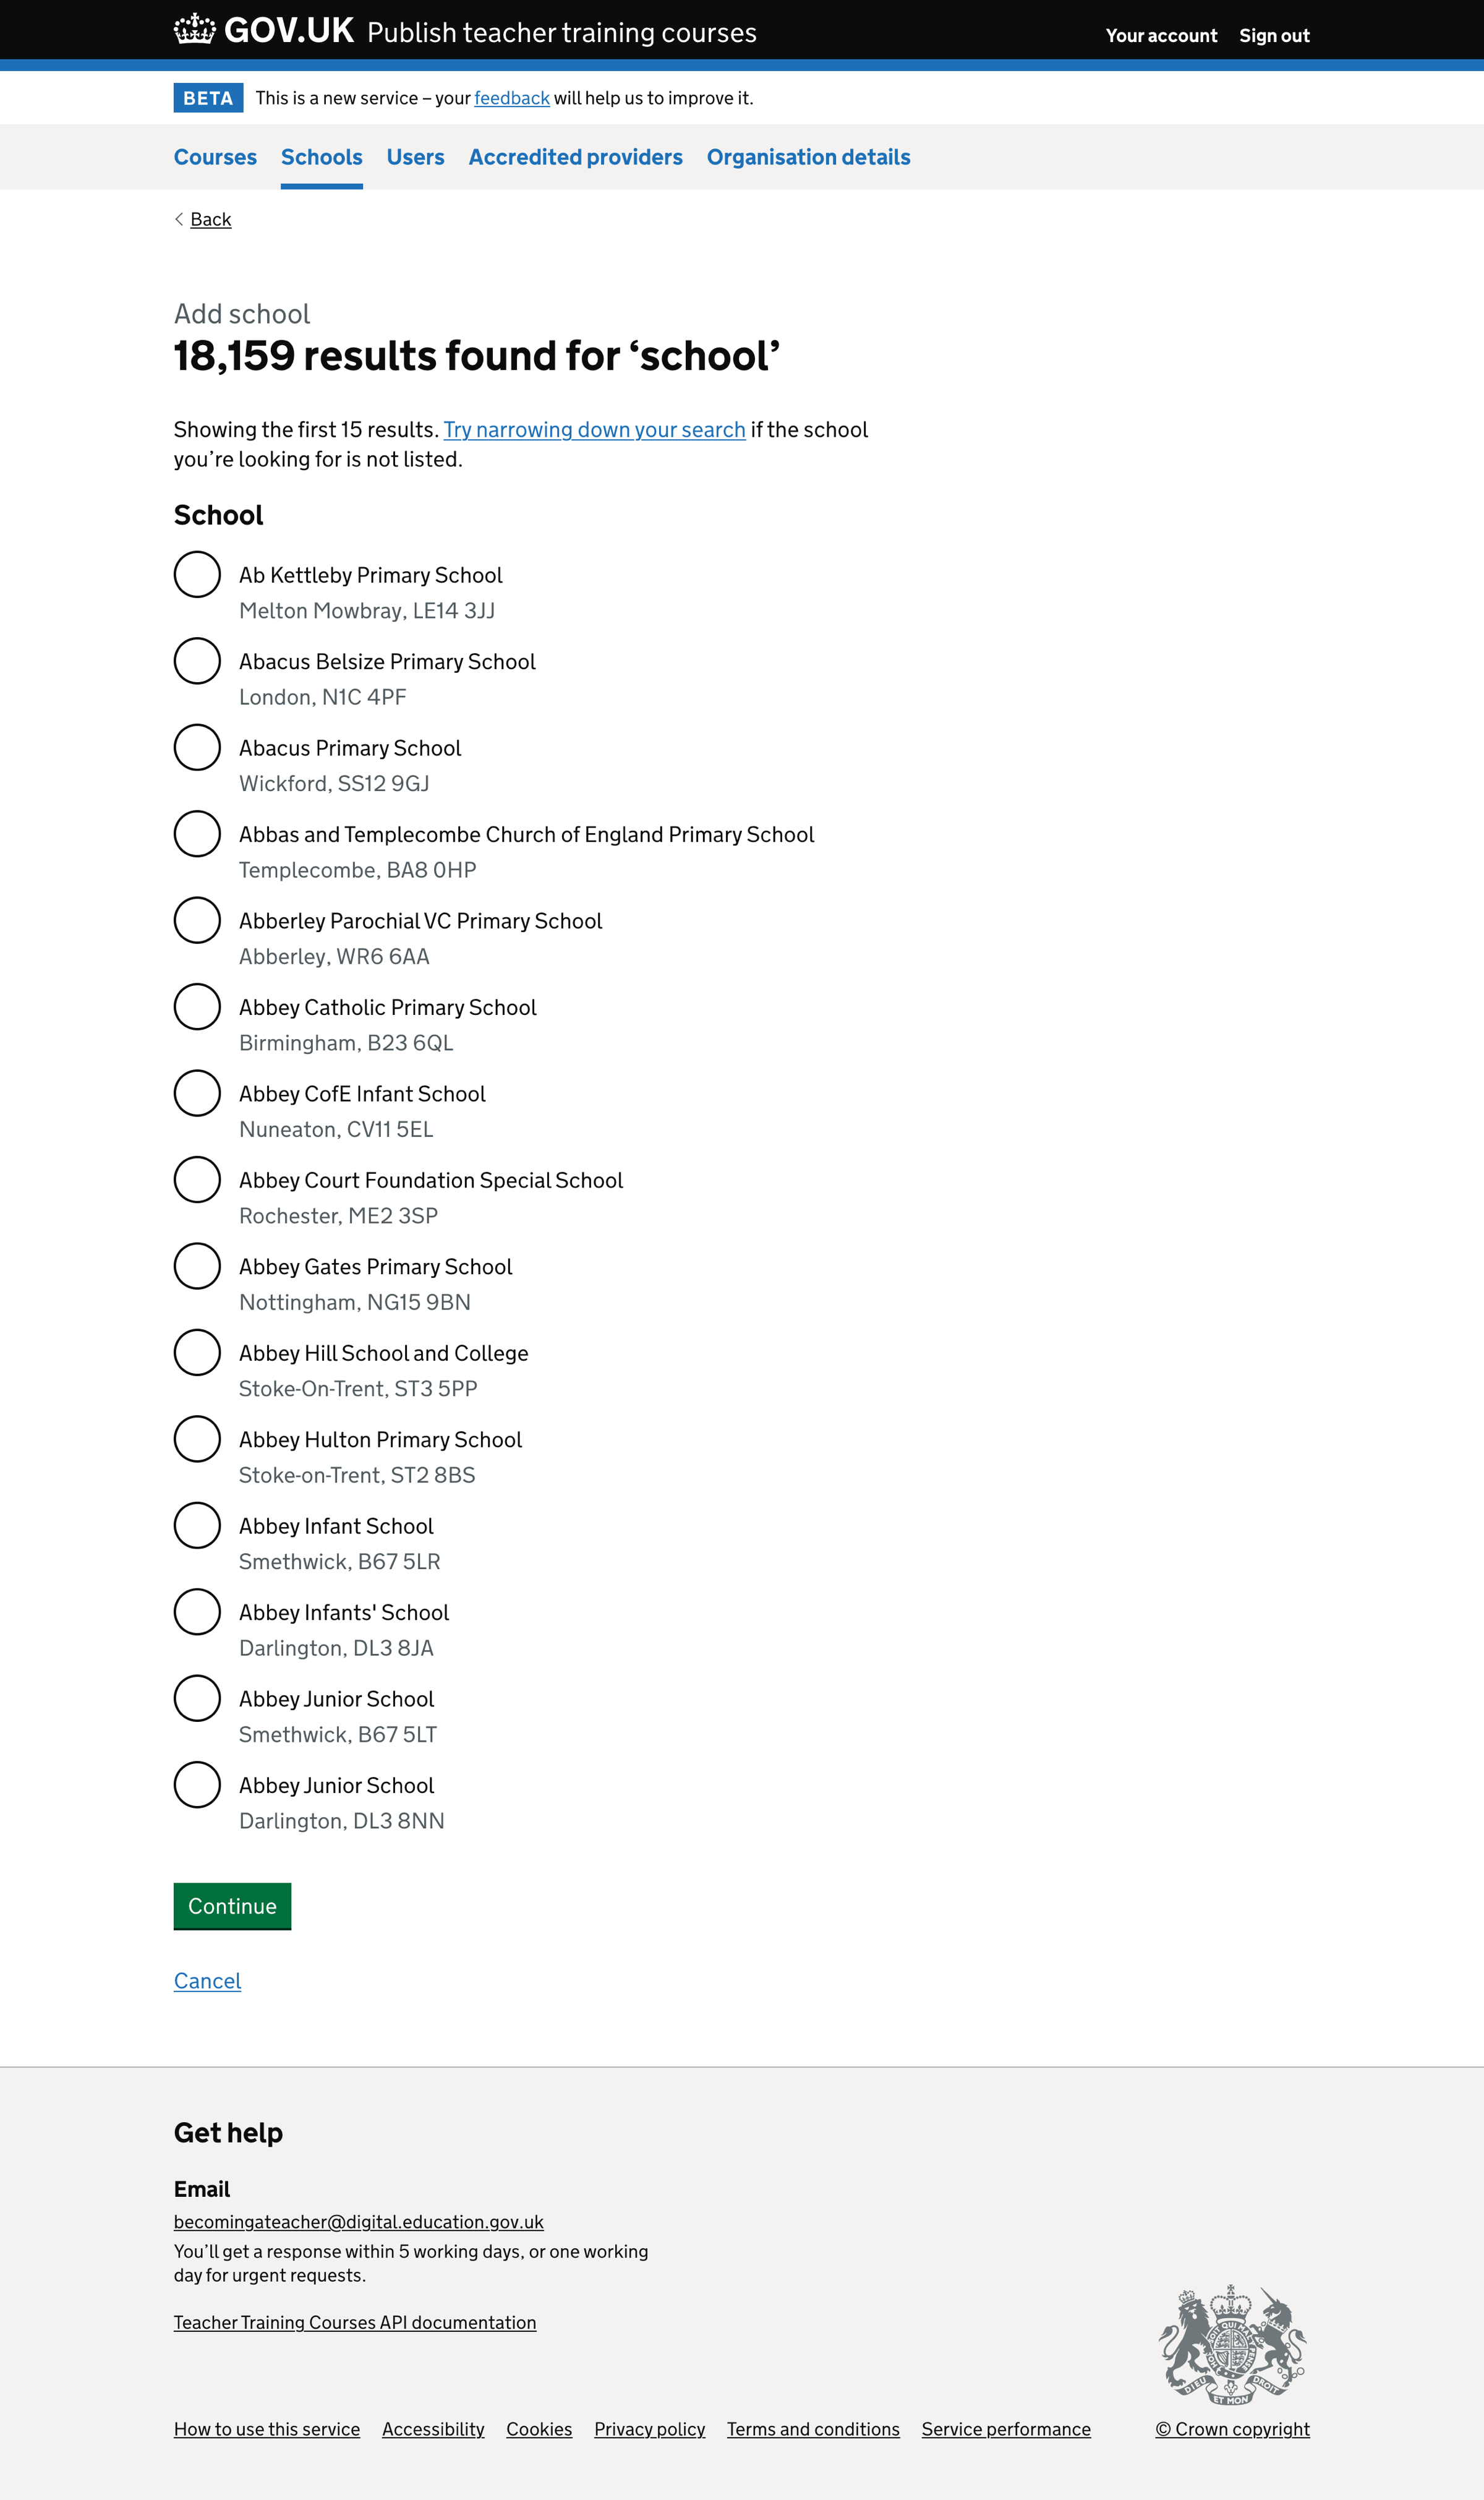 GOV.UK Publish teacher training courses
Your account Sign out
BETA This is a new service – your feedback will help us to improve it.
Courses Schools Users Accredited providers Organisation details
Back
Add school
18,159 results found for ‘school’
Showing the first 15 results. Try narrowing down your search if the school
you’re looking for is not listed.
School
Ab Kettleby Primary School
Melton Mowbray, LE14 3JJ
Abacus Belsize Primary School
London, N1C 4PF
Abacus Primary School
Wickford, SS12 9GJ
Abbas and Templecombe Church of England Primary School
Templecombe, BA8 0HP
Abberley Parochial VC Primary School
Abberley, WR6 6AA
Abbey Catholic Primary School
Birmingham, B23 6QL
Abbey CofE Infant School
Nuneaton, CV11 5EL
Abbey Court Foundation Special School
Rochester, ME2 3SP
Abbey Gates Primary School
Nottingham, NG15 9BN
Abbey Hill School and College
Stoke-On-Trent, ST3 5PP
Abbey Hulton Primary School
Stoke-on-Trent, ST2 8BS
Abbey Infant School
Smethwick, B67 5LR
Abbey Infants' School
Darlington, DL3 8JA
Abbey Junior School
Smethwick, B67 5LT
Abbey Junior School
Darlington, DL3 8NN
Continue
Cancel
Get help
Email
becomingateacher@digital.education.gov.uk
You’ll get a response within 5 working days, or one working
day for urgent requests.
Teacher Training Courses API documentation
DIEU ET MON DROIT
How to use this service Accessibility Cookies Privacy policy Terms and conditions Service performance
© Crown copyright